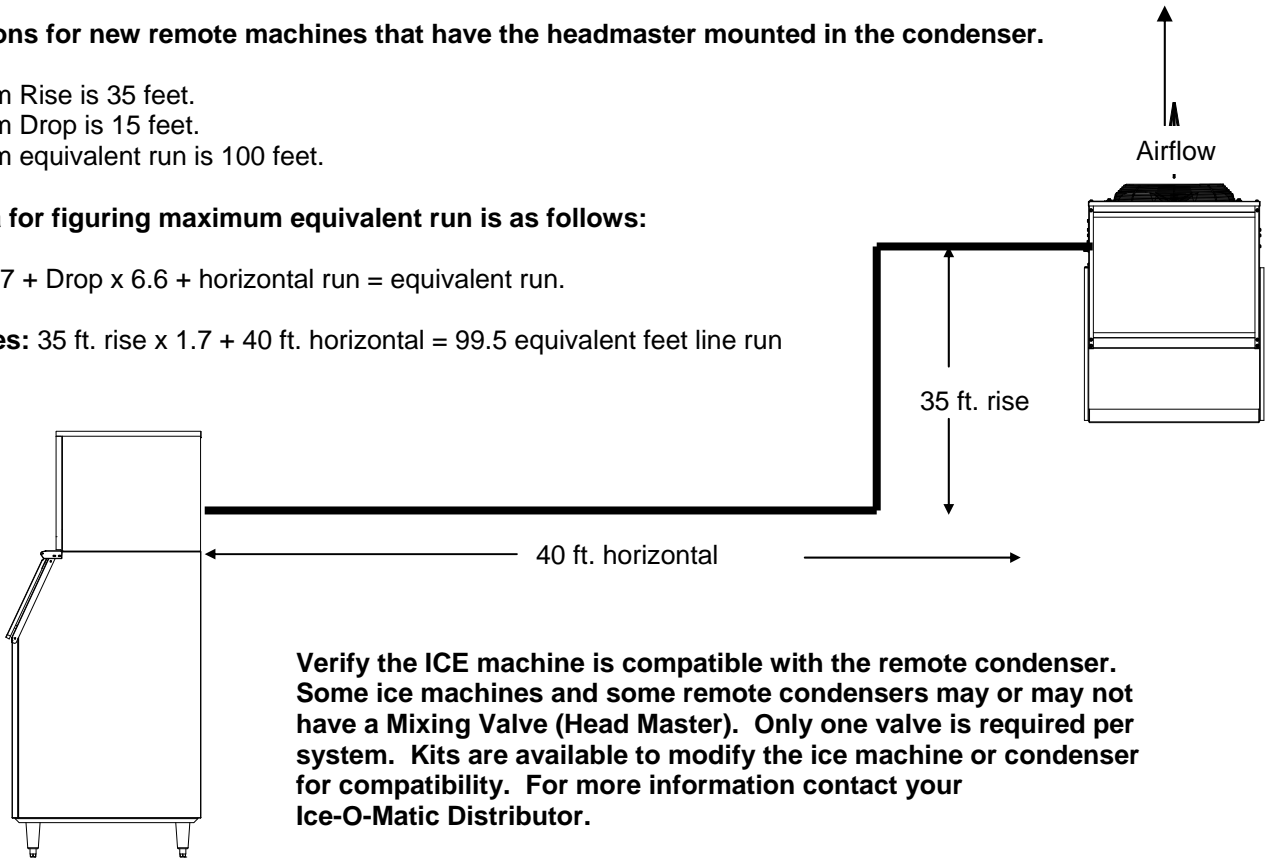 ons for new remote machines that have the headmaster mounted in the condenser.
m Rise is 35 feet.
m Drop is 15 feet.
m equivalent run is 100 feet.
Airflow
for figuring maximum equivalent run is as follows:
7 + Drop x 6.6 + horizontal run = equivalent run.
es: 35 ft. rise x 1.7 + 40 ft. horizontal = 99.5 equivalent feet line run
35 ft. rise
40 ft. horizontal
Verify the ICE machine is compatible with the remote condenser.
Some ice machines and some remote condensers may or may not
have a Mixing Valve (Head Master).  Only one valve is required per
system.  Kits are available to modify the ice machine or condenser
for compatibility.  For more information contact your
Ice-O-Matic Distributor.